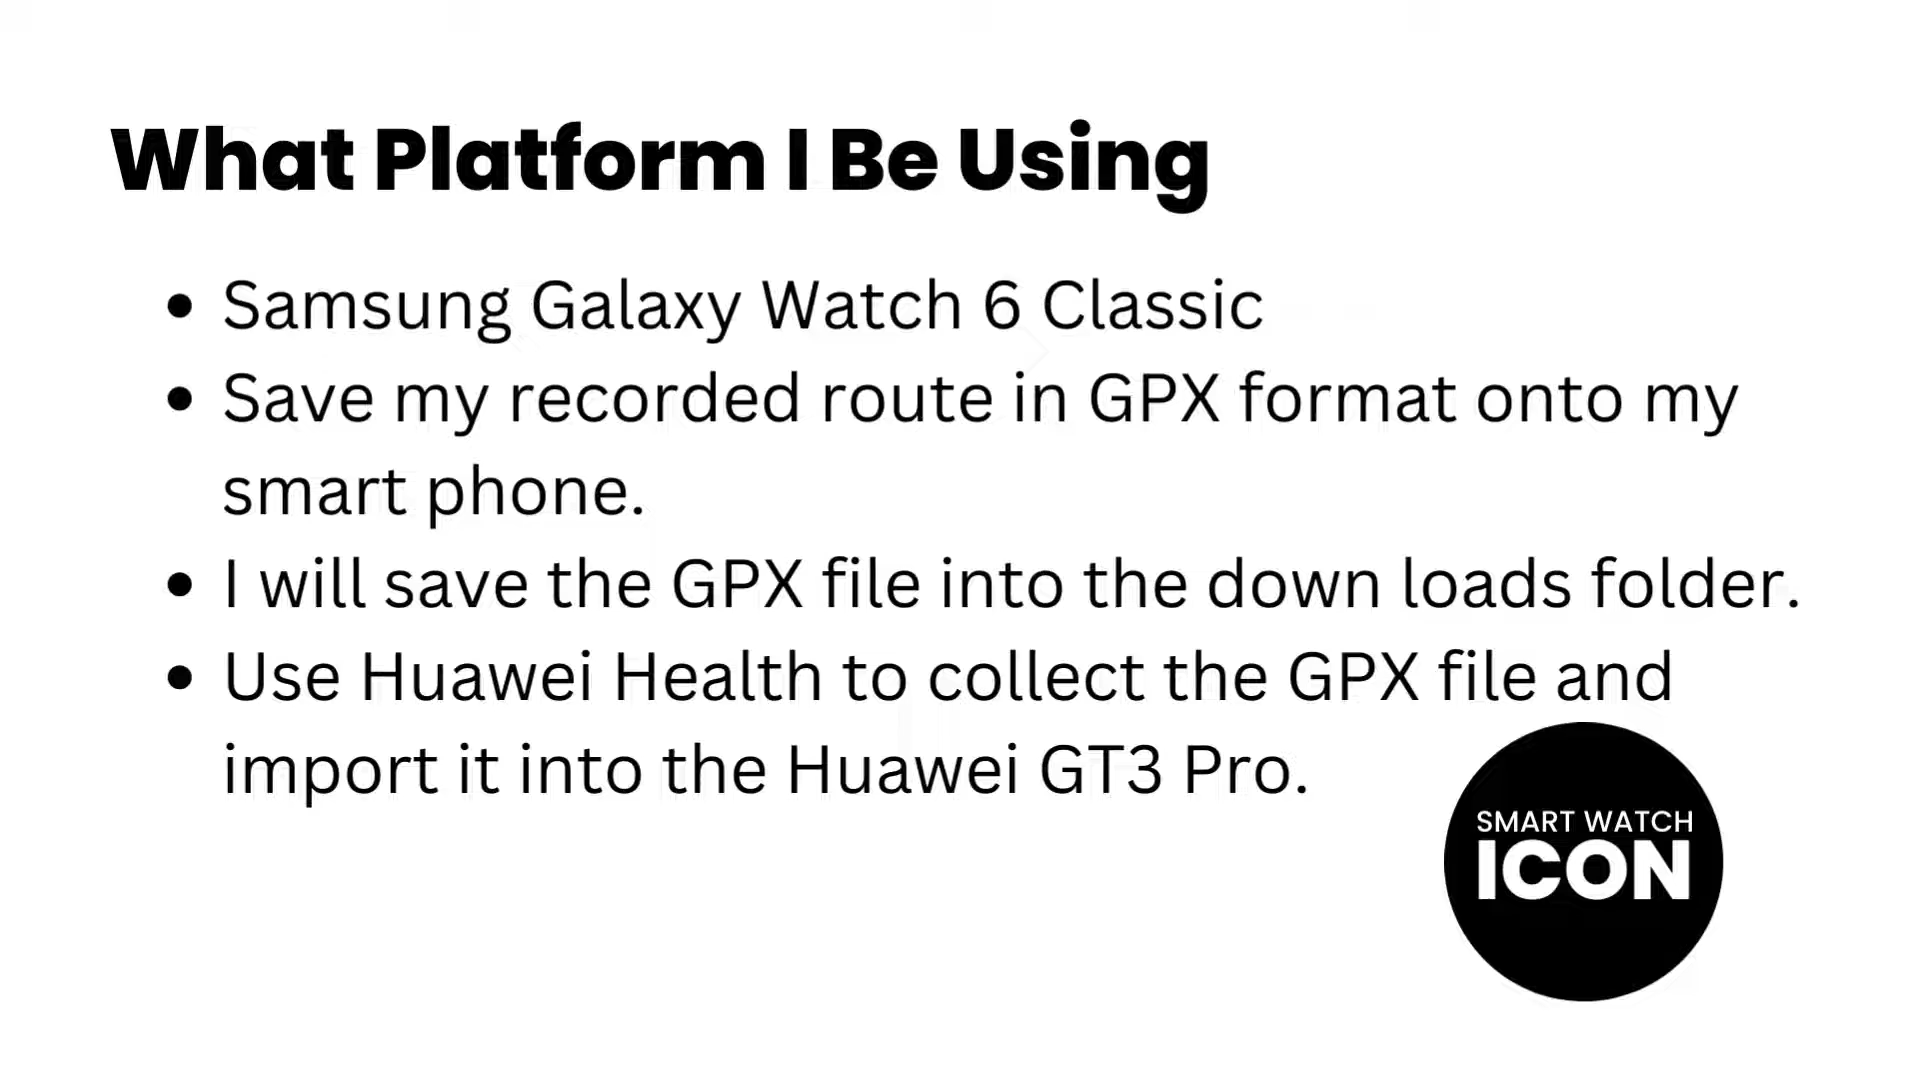 What Platform I Be Using
• Samsung Galaxy Watch 6 Classic
• Save my recorded route in GPX format onto my
smart phone.
• I will save the GPX file into the down loads folder.
• Use Huawei Health to collect the GPX file and
import it into the Huawei GT3 Pro.
SMART WATCH
ICON